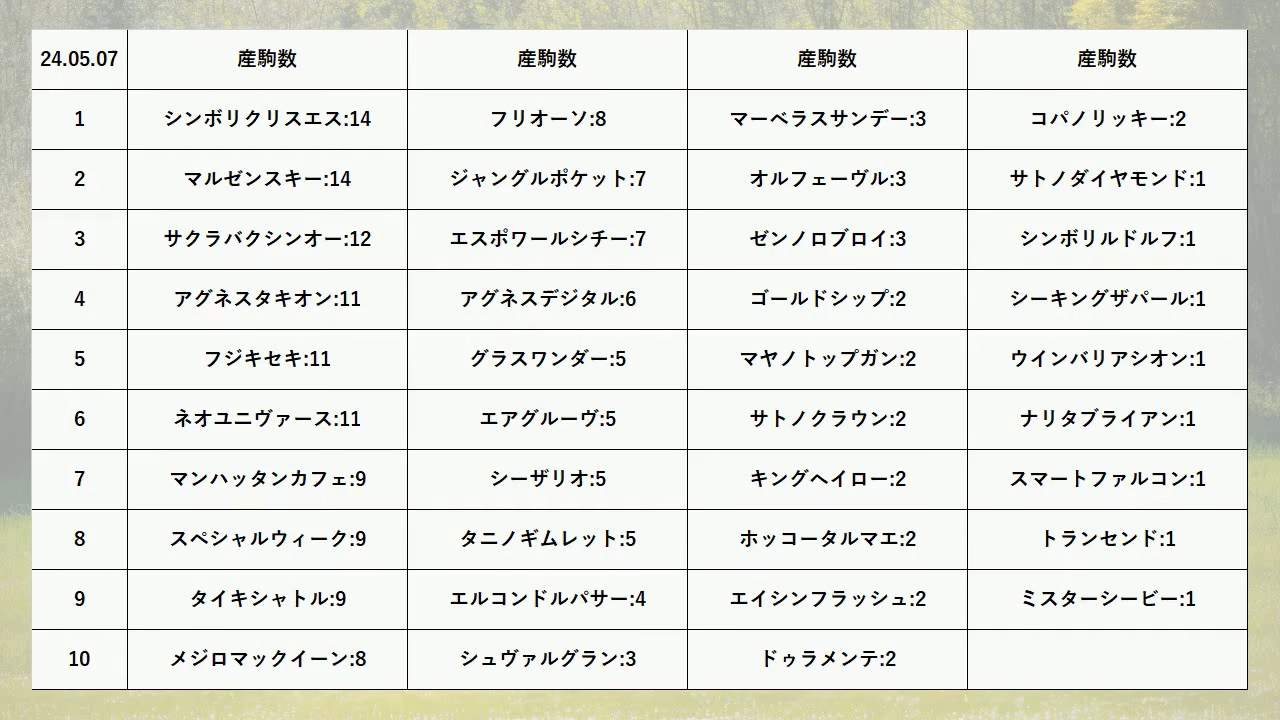 24.05.07 産駒数 産駒数 産駒数 産駒数
1 シンボリクリスエス:14 フリオーソ:8 マーベラスサンデー:3 コパノリッキー:2
2 マルゼンスキー:14 ジャングルポケット:7 オルフェーヴル:3 サトノダイヤモンド:1
3 サクラバクシンオー:12 エスポワールシチー:7 ゼンノロブロイ:3 シンボリルドルフ:1
4 アグネスタキオン:11 アグネスデジタル:6 ゴールドシップ:2 シーキングザパール:1
5 フジキセキ:11 グラスワンダー:5 マヤノトップガン:2 ウインバリアシオン:1
6 ネオユニヴァース:11 エアグルーヴ:5 サトノクラウン:2 ナリタブライアン:1
7 マンハッタンカフェ:9 シーザリオ:5 キングヘイロー:2 スマートファルコン:1
8 スペシャルウィーク:9 タニノギムレット:5 ホッコータルマエ:2 トランセンド:1
9 タイキシャトル:9 エルコンドルパサー:4 エイシンフラッシュ:2 ミスターシービー:1
10 メジロマックイーン:8 シュヴァルグラン:3 ドゥラメンテ:2